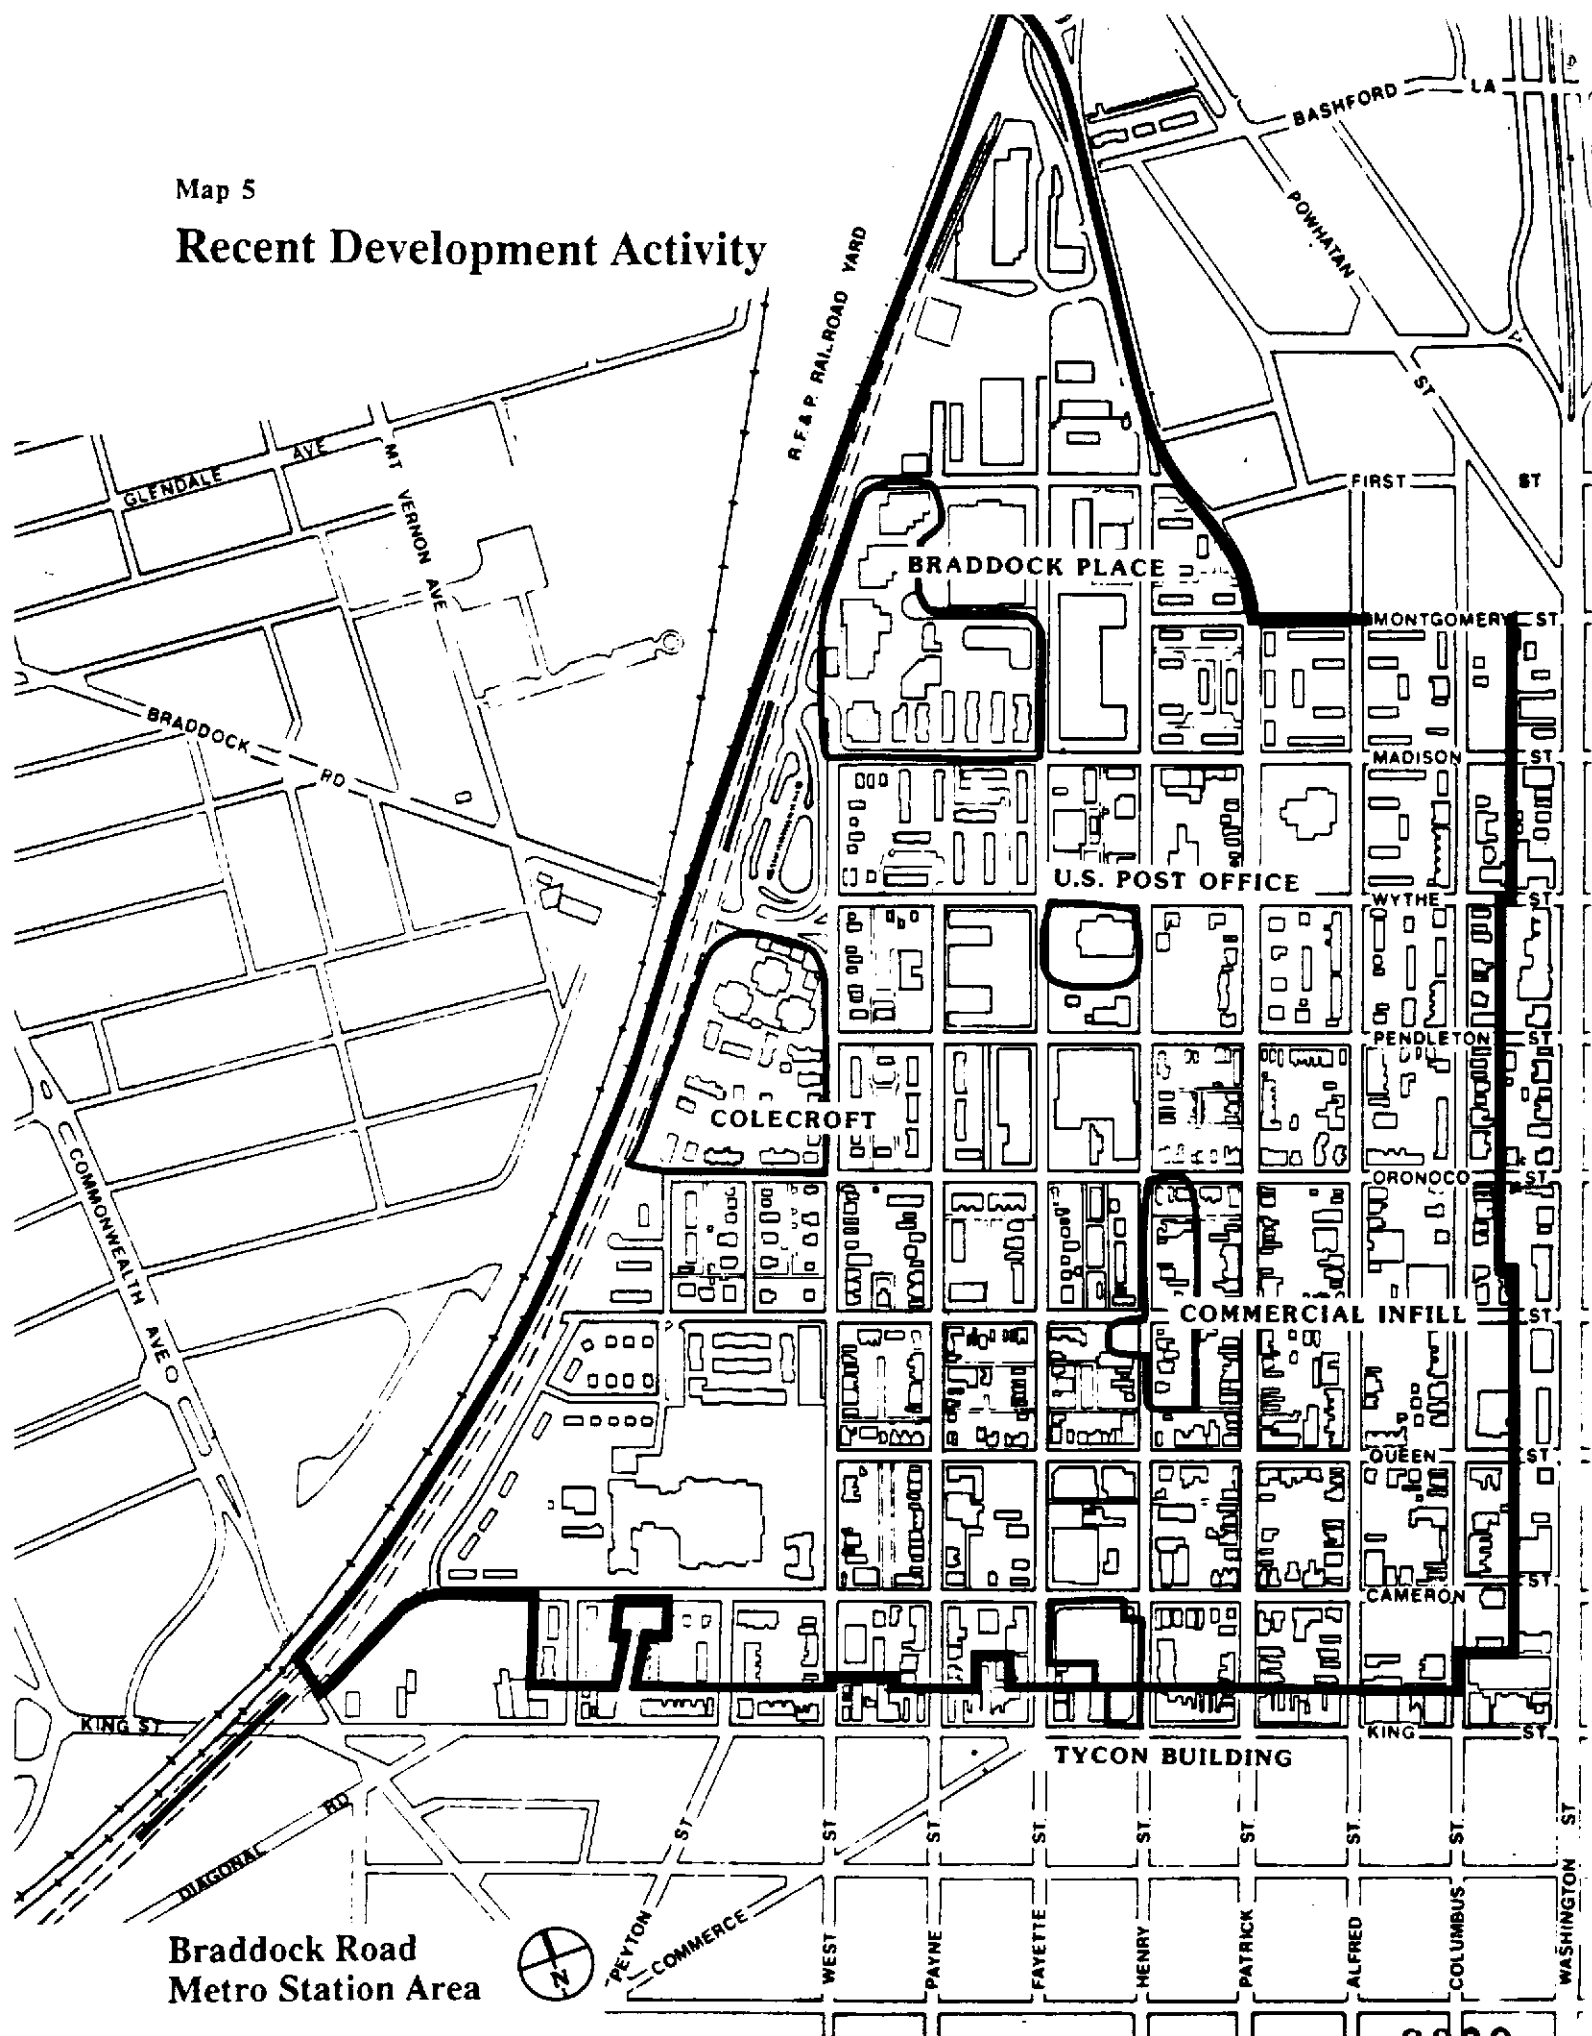 Map 5
Recent Development Activity
BASHFORD LA
POWHATAN
ST
R.F.& P. RAILROAD YARD
GLENDALE AVE
MT VERNON AVE
FIRST ST
BRADDOCK PLACE
MONTGOMERY ST
BRADDOCK RD
MADISON ST
U.S. POST OFFICE
WYTHE ST
PENDLETON ST
COLECROFT
ORONOCO ST
COMMONWEALTH AVE
COMMERCIAL INFILL
ST
QUEEN ST
CAMERON ST
KING ST
KING ST
TYCON BUILDING
DIAGONAL RD
PEYTON ST
COMMERCE
WEST ST
PAYNE ST
FAYETTE ST
HENRY ST
PATRICK ST
ALFRED ST
COLUMBUS ST
WASHINGTON ST
Braddock Road
Metro Station Area
N